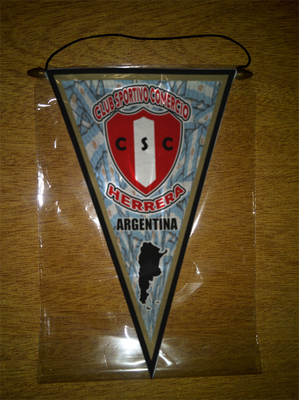 CLUB SPORTIVO COMERCIO
C S C
HERRERA
ARGENTINA